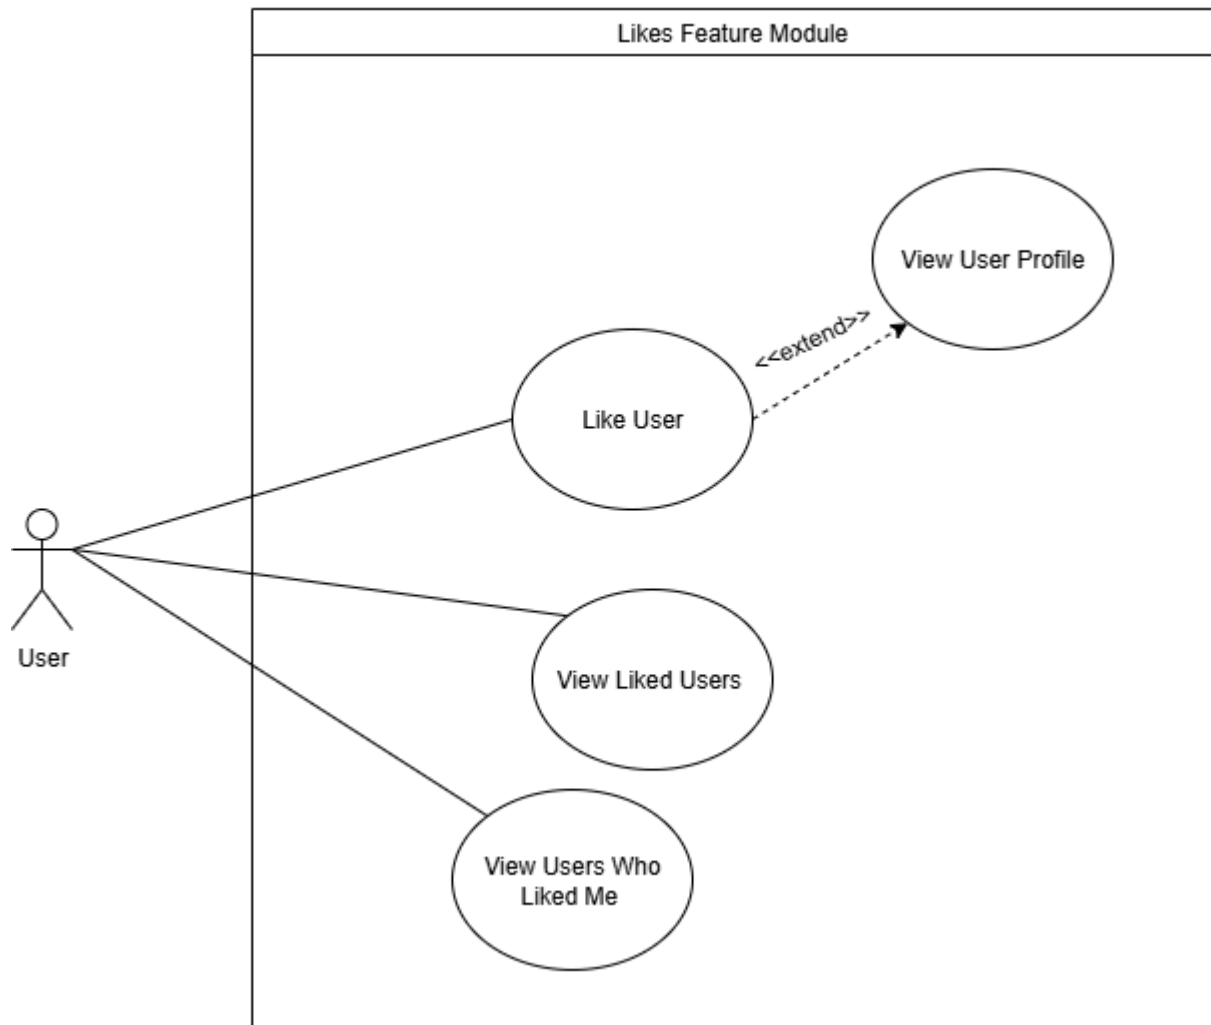 Likes Feature Module
View User Profile
<<extend>>
Like User
User
View Liked Users
View Users Who
Liked Me